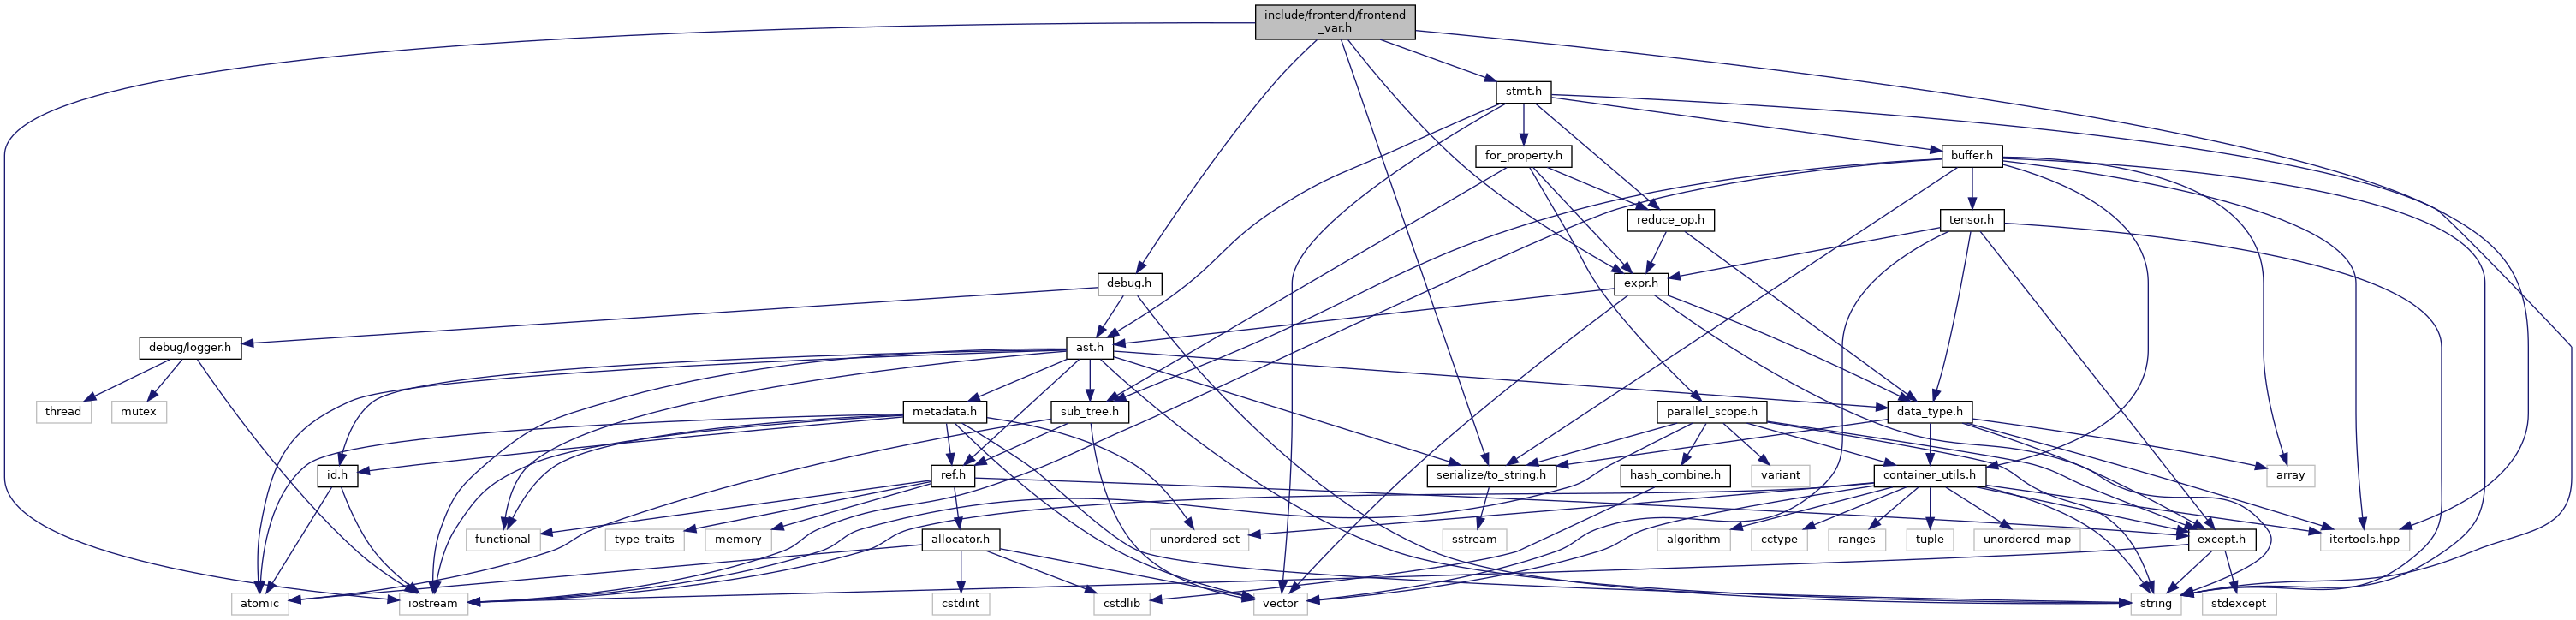 include/frontend/frontend
_var.h
stmt.h
for_property.h
buffer.h
reduce_op.h
tensor.h
debug.h
expr.h
debug/logger.h
ast.h
thread
mutex
metadata.h
sub_tree.h
parallel_scope.h
data_type.h
id.h
ref.h
serialize/to_string.h
hash_combine.h
variant
container_utils.h
array
functional
type_traits
memory
allocator.h
unordered_set
sstream
algorithm
cctype
ranges
tuple
unordered_map
except.h
itertools.hpp
atomic
iostream
cstdint
cstdlib
vector
string
stdexcept